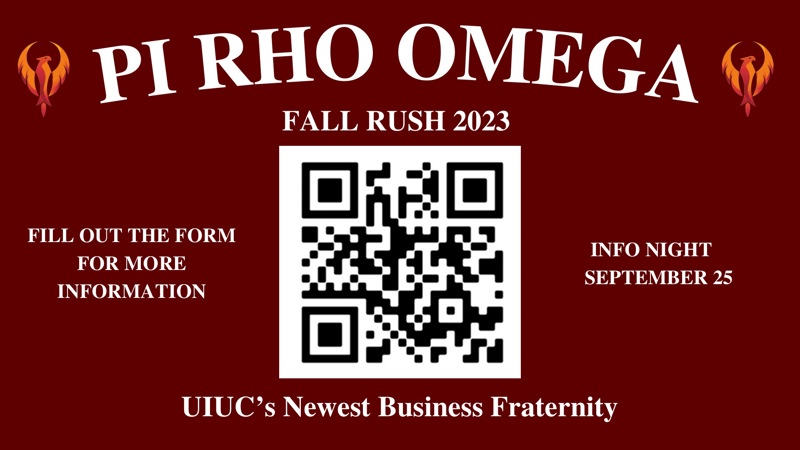 PI RHO OMEGA
FALL RUSH 2023
FILL OUT THE FORM
FOR MORE
INFORMATION
INFO NIGHT
SEPTEMBER 25
UIUC’s Newest Business Fraternity